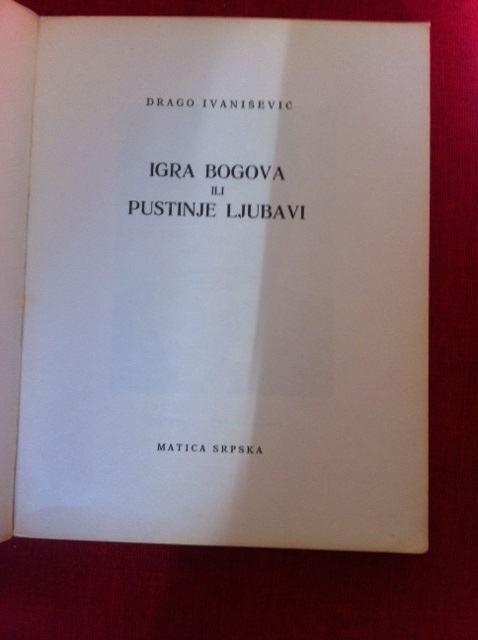 DRAGO IVANIŠEVIĆ
IGRA BOGOVA
ILI
PUSTINJE LJUBAVI
MATICA SRPSKA